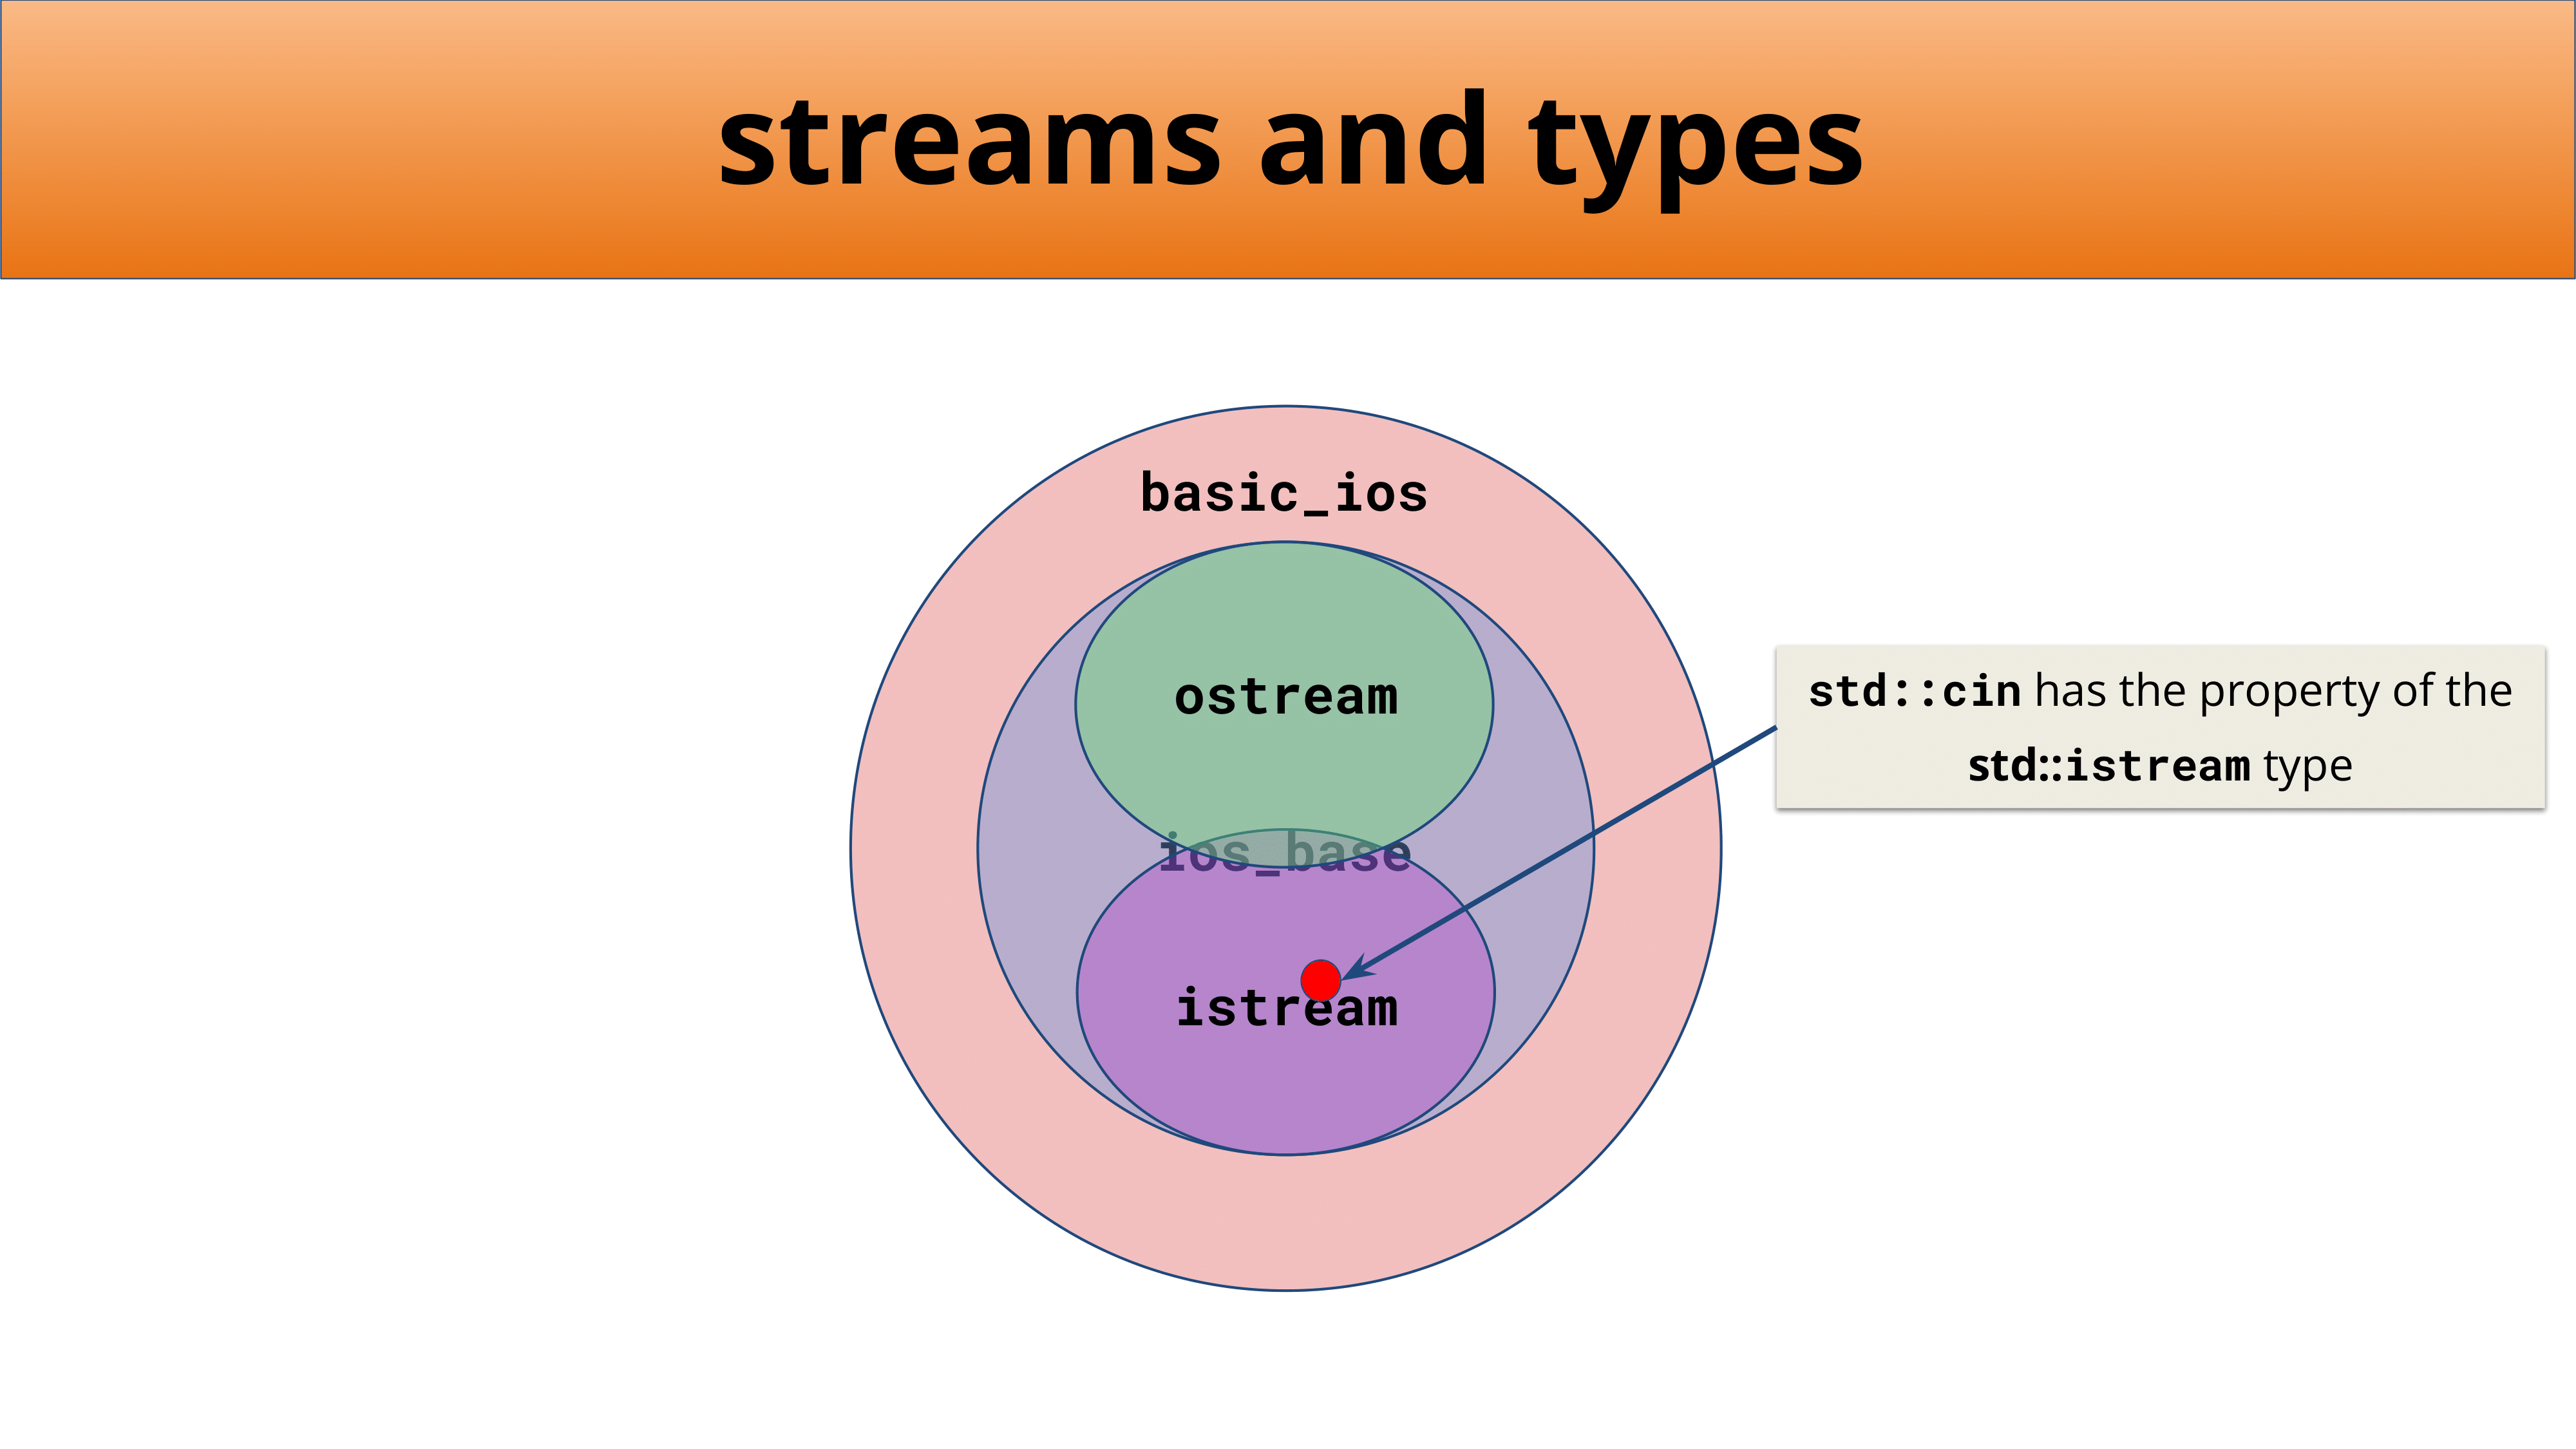 streams and types
basic_ios
ostream
std::cin has the property of the
std::istream type
ios_base
istream